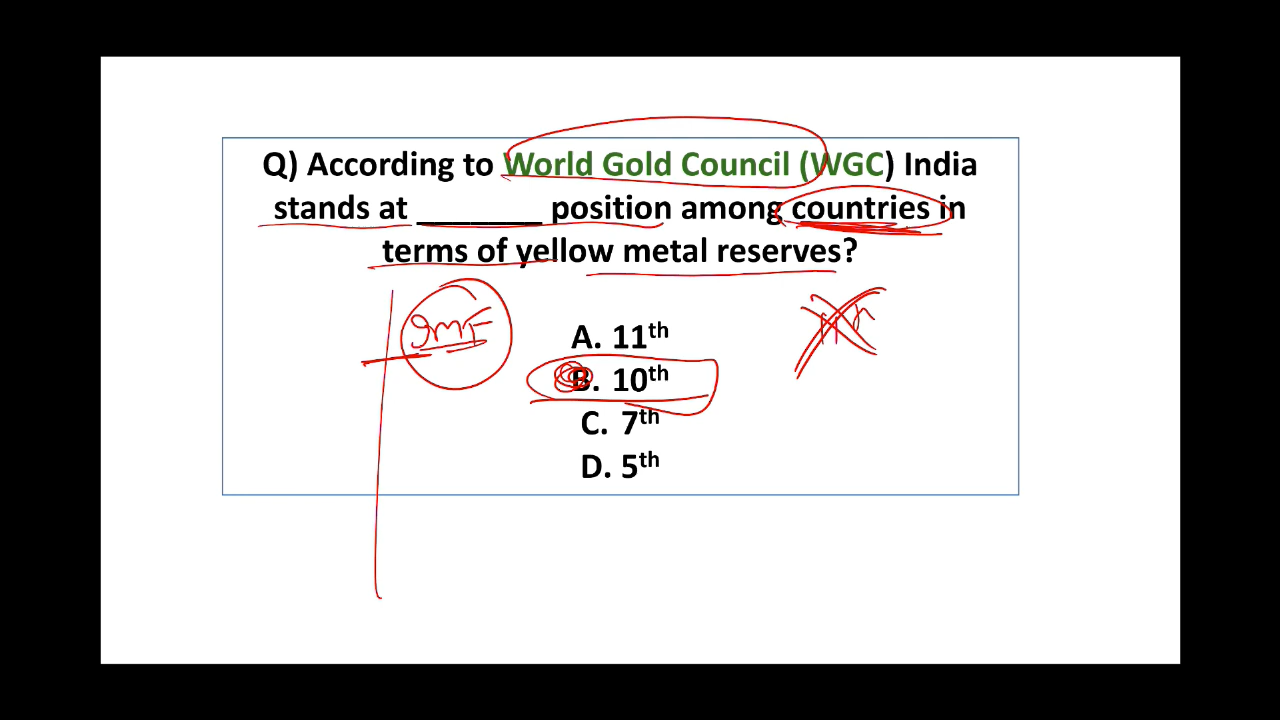 Q) According to World Gold Council (WGC) India
stands at ________ position among countries in
terms of yellow metal reserves?
IMF
A. 11th
B. 10th
C. 7th
D. 5th